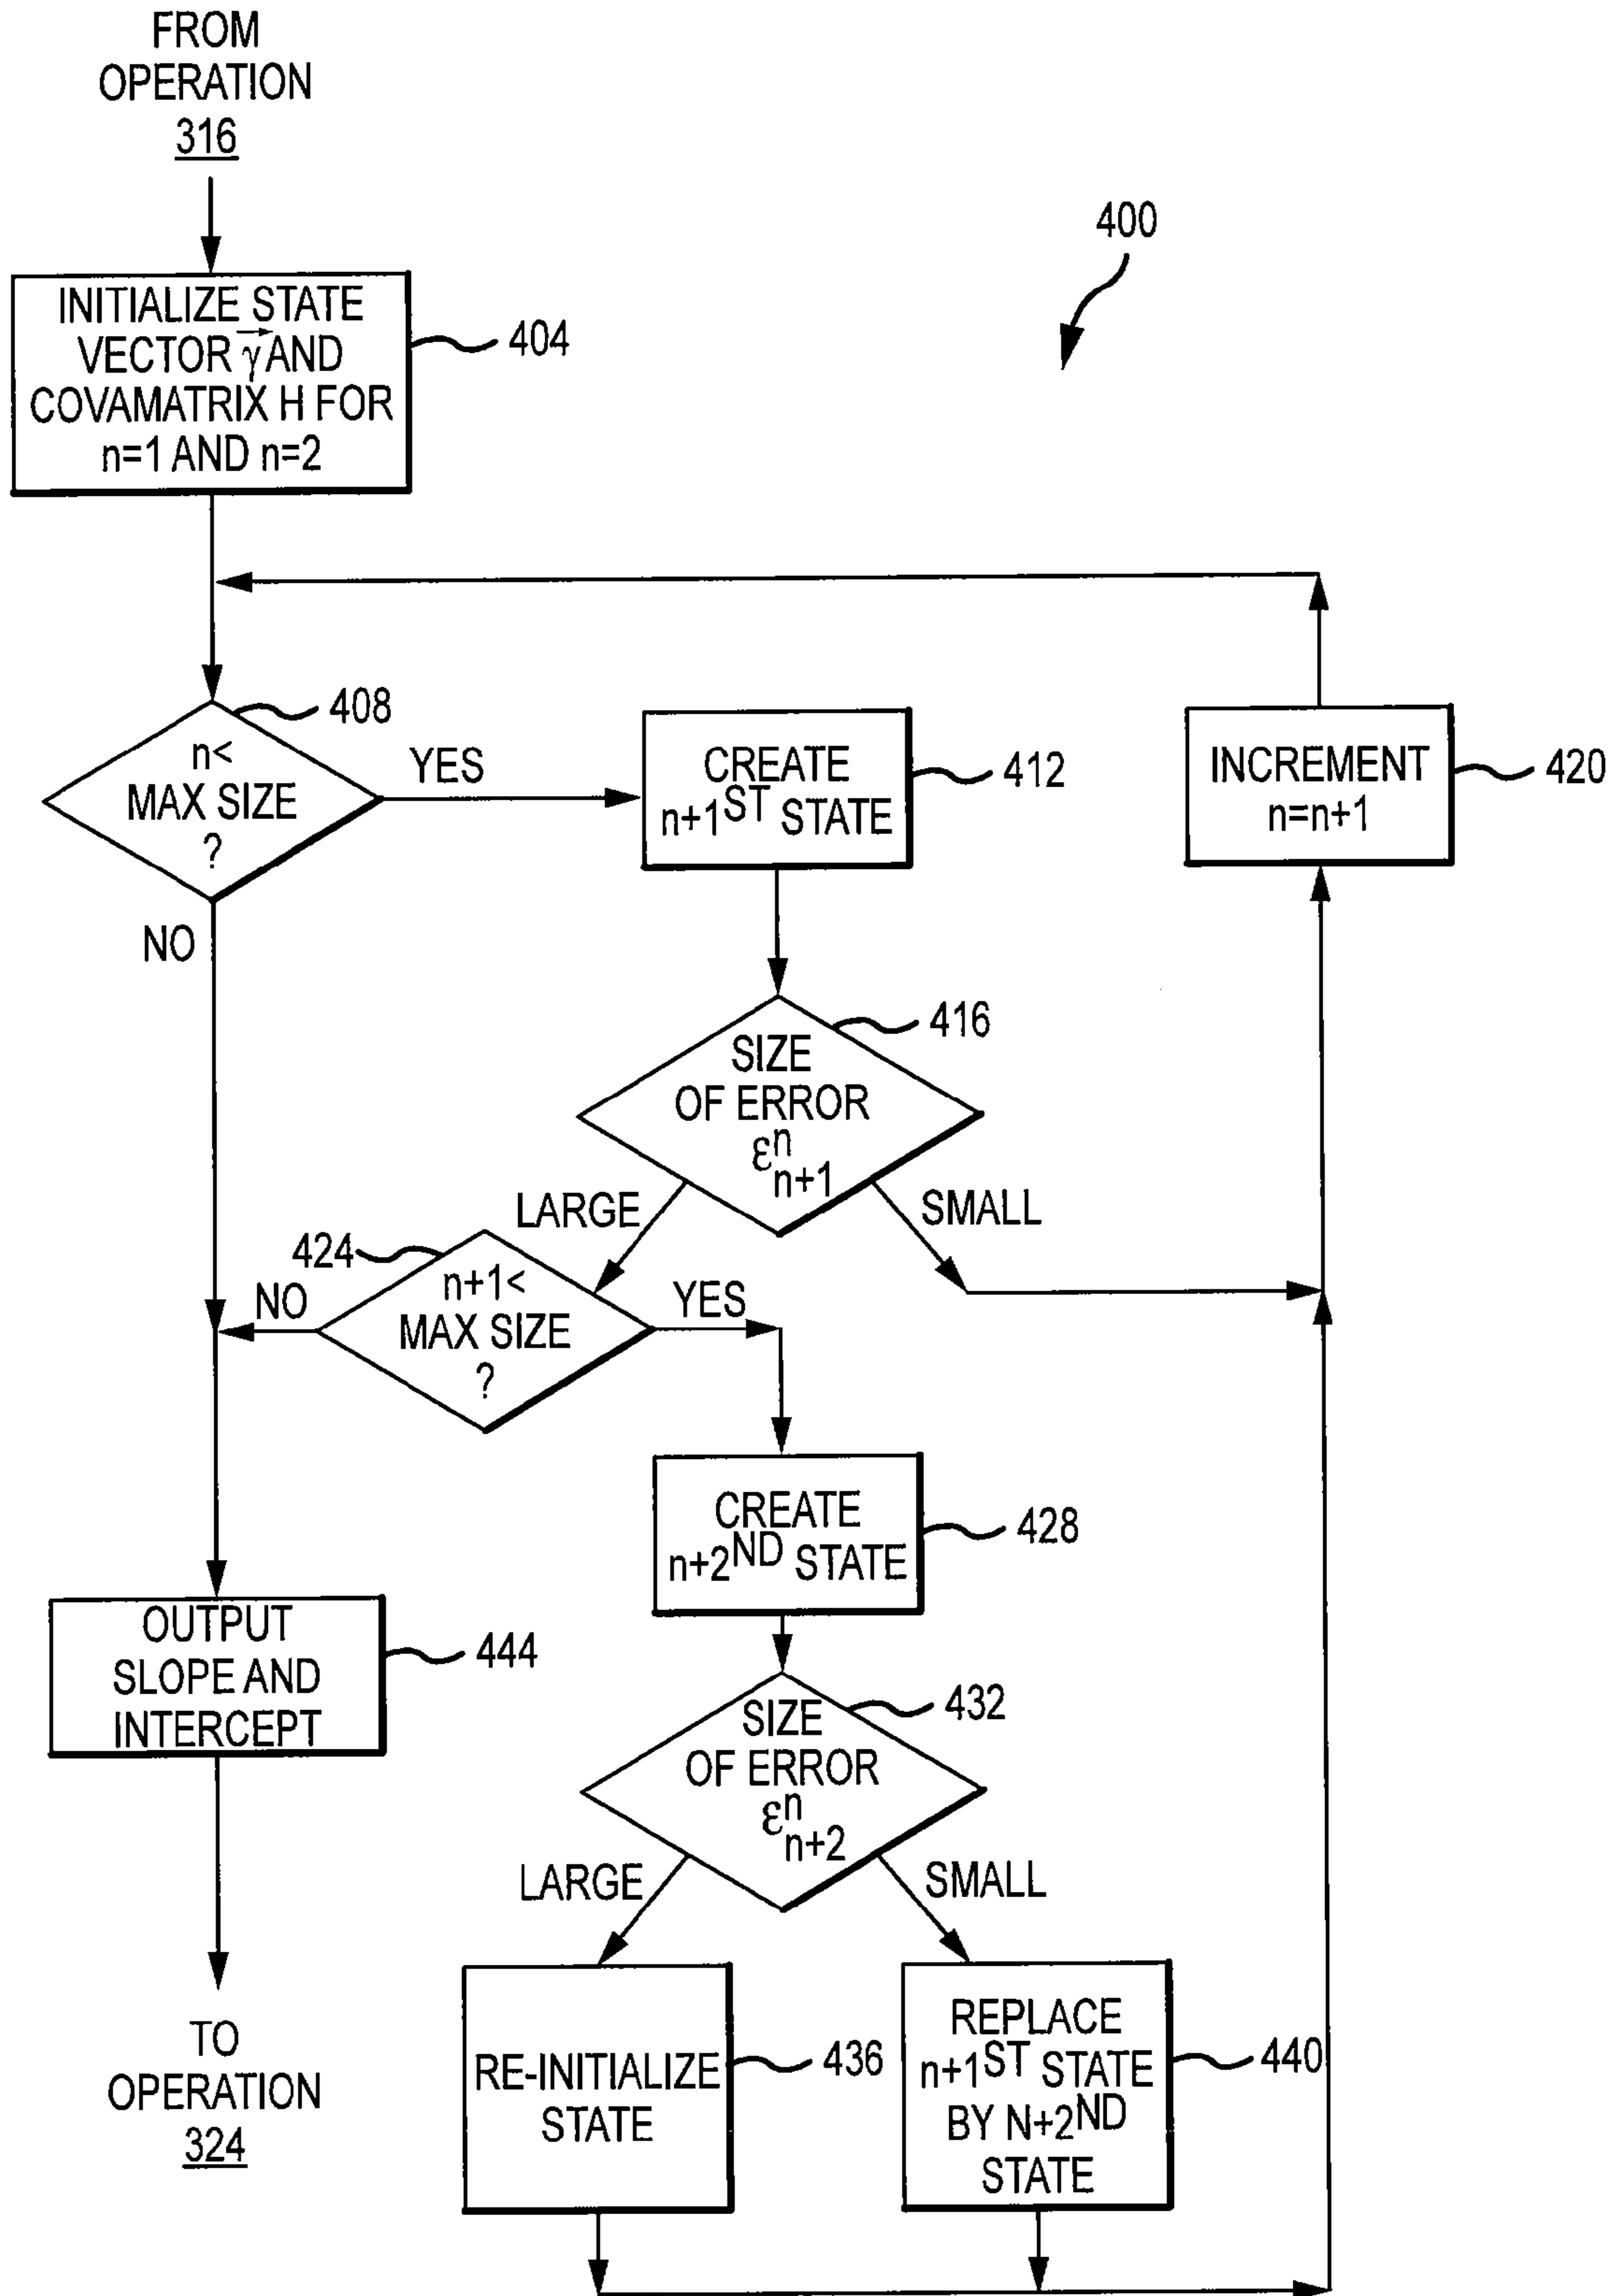 FROM
OPERATION
316
400
INITIALIZE STATE
VECTOR γ⃗ AND
COVAMATRIX H FOR
n=1 AND n=2
404
408
n<
MAX SIZE
?
YES
NO
CREATE
n+1ST STATE
412
INCREMENT
n=n+1
420
416
SIZE
OF ERROR
ε^n_{n+1}
LARGE
SMALL
424
n+1<
MAX SIZE
?
NO
YES
CREATE
n+2ND STATE
428
OUTPUT
SLOPE AND
INTERCEPT
444
432
SIZE
OF ERROR
ε^n_{n+2}
LARGE
SMALL
RE-INITIALIZE
STATE
436
REPLACE
n+1ST STATE
BY N+2ND
STATE
440
TO
OPERATION
324